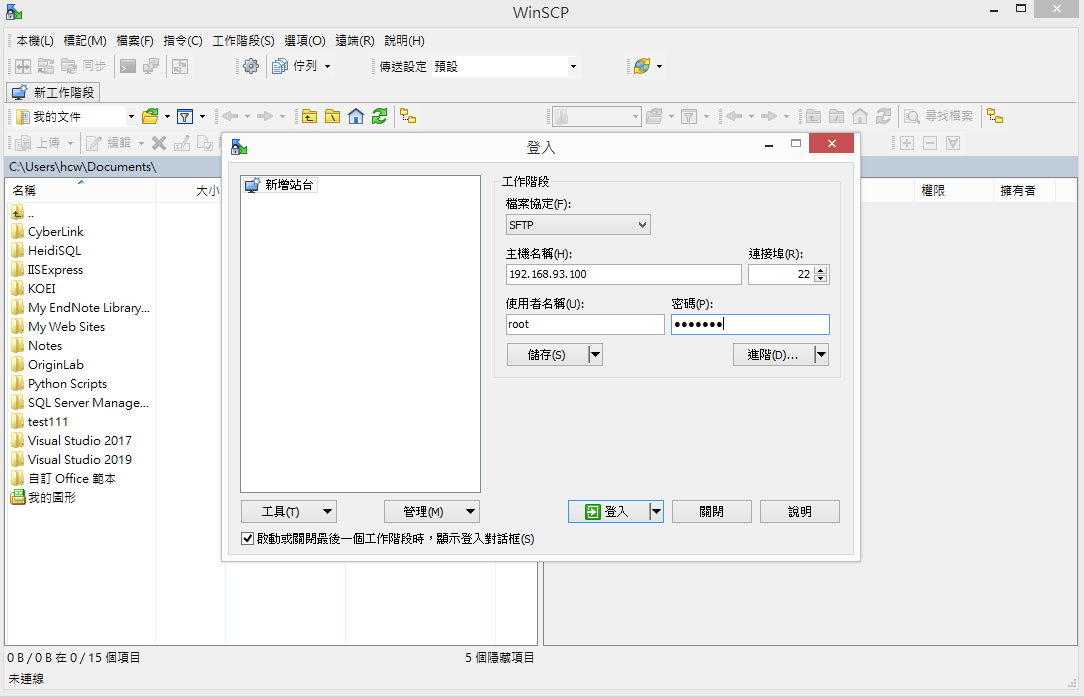 WinSCP
本機(L) 標記(M) 檔案(F) 指令(C) 工作階段(S) 選項(O) 遠端(R) 說明(H)
同步 佇列 傳送設定 預設
新工作階段
我的文件 尋找檔案
上傳 編輯
C:\Users\hcw\Documents\
名稱 大小 權限 擁有者
..
CyberLink
HeidiSQL
IISExpress
KOEI
My EndNote Library...
My Web Sites
Notes
OriginLab
Python Scripts
SQL Server Manage...
test111
Visual Studio 2017
Visual Studio 2019
自訂 Office 範本
我的圖形
登入
新增站台
工作階段
檔案協定(F):
SFTP
主機名稱(H): 連接埠(R):
192.168.93.100 22
使用者名稱(U): 密碼(P):
root ●●●●●●●
儲存(S) 進階(D)...
工具(T) 管理(M) 登入 關閉 說明
啟動或關閉最後一個工作階段時，顯示登入對話框(S)
0 B / 0 B 在 0 / 15 個項目 5 個隱藏項目
未連線